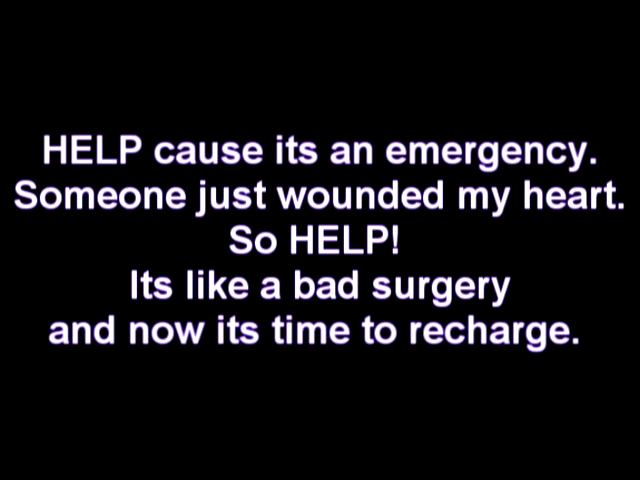 HELP cause its an emergency.
Someone just wounded my heart.
So HELP!
Its like a bad surgery
and now its time to recharge.